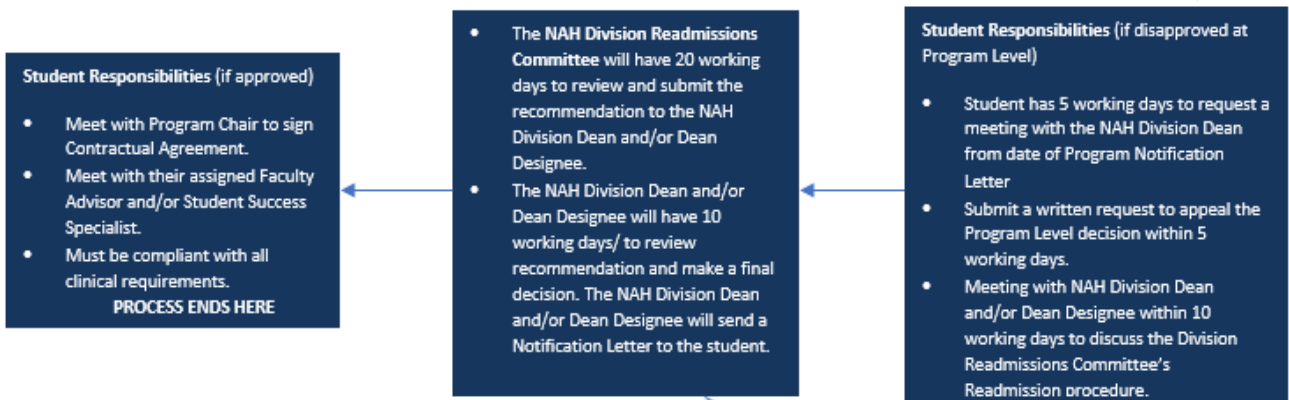 Student Responsibilities (if approved)
• Meet with Program Chair to sign
Contractual Agreement.
• Meet with their assigned Faculty
Advisor and/or Student Success
Specialist.
• Must be compliant with all
clinical requirements.
PROCESS ENDS HERE
• The NAH Division Readmissions
Committee will have 20 working
days to review and submit the
recommendation to the NAH
Division Dean and/or Dean
Designee.
• The NAH Division Dean and/or
Dean Designee will have 10
working days/ to review
recommendation and make a final
decision. The NAH Division Dean
and/or Dean Designee will send a
Notification Letter to the student.
Student Responsibilities (if disapproved at
Program Level)
• Student has 5 working days to request a
meeting with the NAH Division Dean
from date of Program Notification
Letter
• Submit a written request to appeal the
Program Level decision within 5
working days.
• Meeting with NAH Division Dean
and/or Dean Designee within 10
working days to discuss the Division
Readmissions Committee's
Readmission procedure.